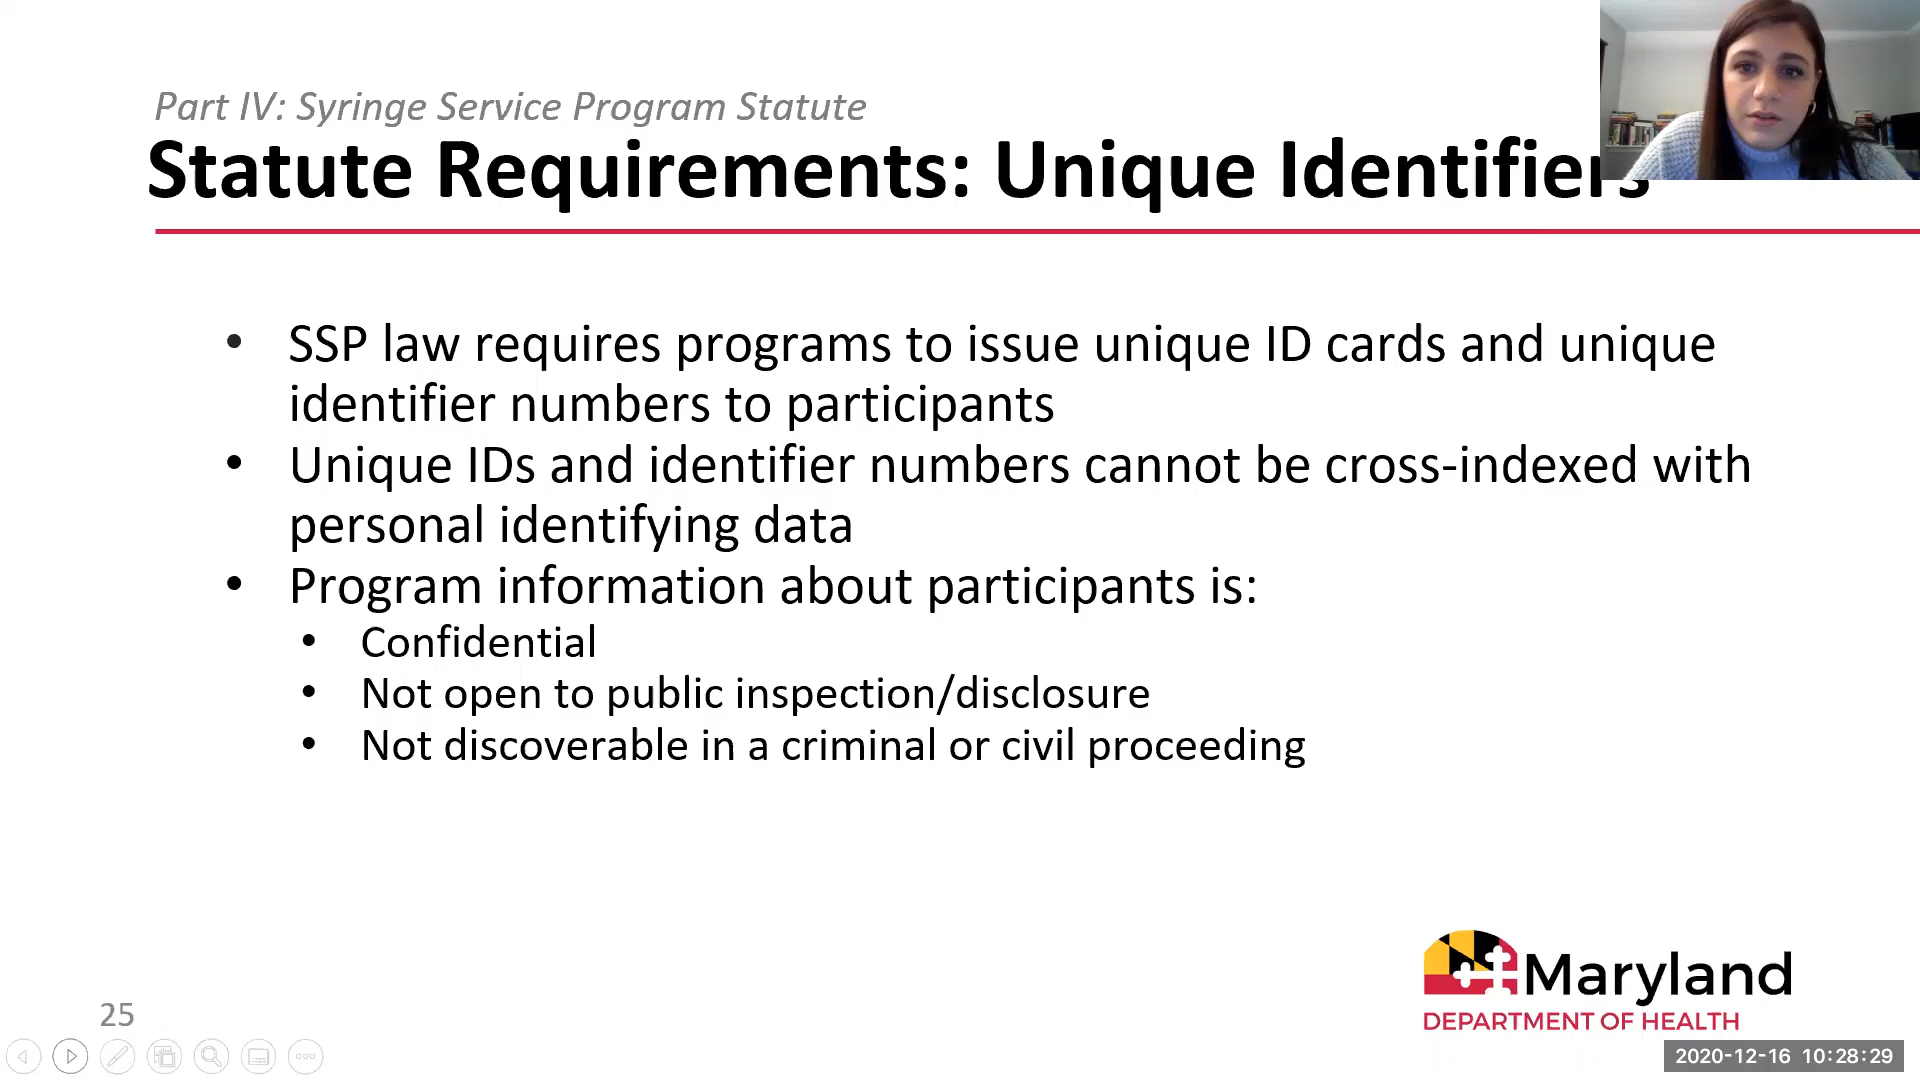 Part IV: Syringe Service Program Statute
Statute Requirements: Unique Identifiers
• SSP law requires programs to issue unique ID cards and unique
identifier numbers to participants
• Unique IDs and identifier numbers cannot be cross-indexed with
personal identifying data
• Program information about participants is:
• Confidential
• Not open to public inspection/disclosure
• Not discoverable in a criminal or civil proceeding
Maryland
DEPARTMENT OF HEALTH
25
2020-12-16 10:28:29